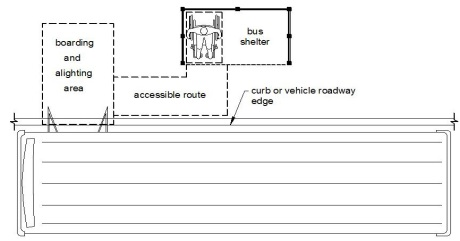 boarding
and
alighting
area
bus
shelter
accessible route
curb or vehicle roadway
edge